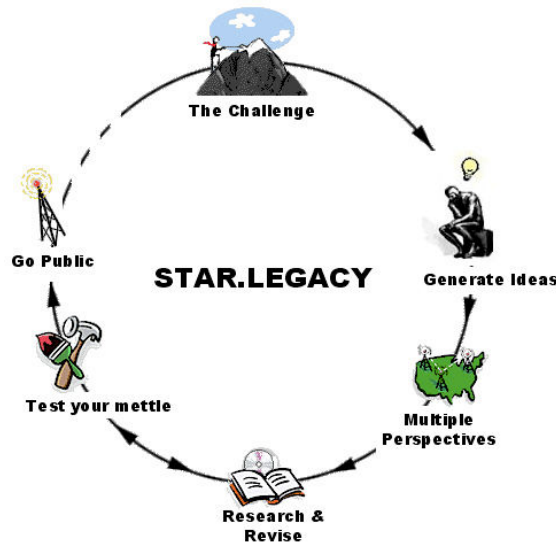 The Challenge
Generate Ideas
Multiple
Perspectives
Research &
Revise
Test your mettle
Go Public
STAR.LEGACY